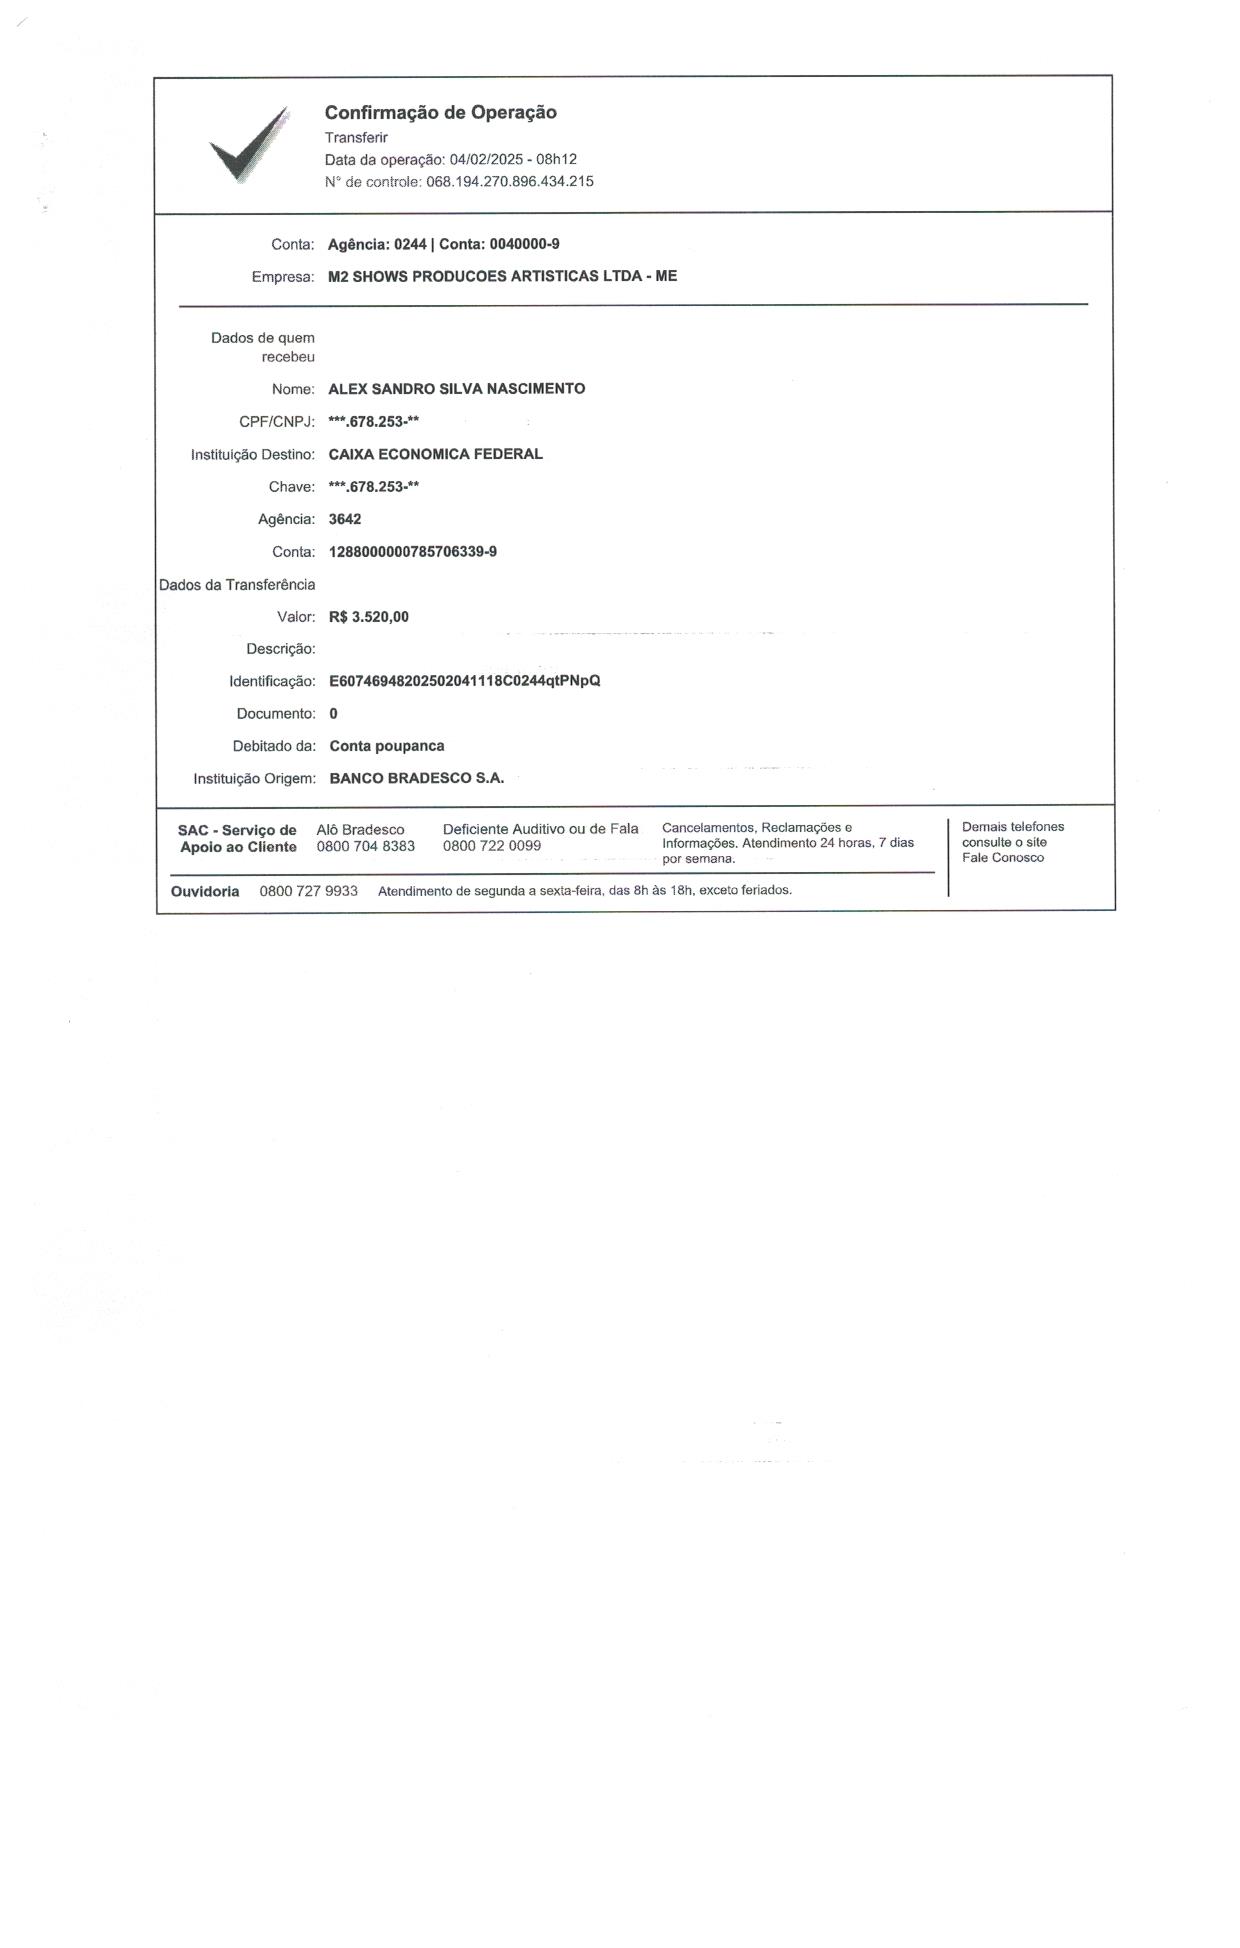 Confirmação de Operação
Transferir
Data da operação: 04/02/2025 - 08h12
N° de controle: 068.194.270.896.434.215
Conta: Agência: 0244 | Conta: 0040000-9
Empresa: M2 SHOWS PRODUCOES ARTISTICAS LTDA - ME
Dados de quem
recebeu
Nome: ALEX SANDRO SILVA NASCIMENTO
CPF/CNPJ: ***.678.253-**
Instituição Destino: CAIXA ECONOMICA FEDERAL
Chave: ***.678.253-**
Agência: 3642
Conta: 1288000000785706339-9
Dados da Transferência
Valor: R$ 3.520,00
Descrição:
Identificação: E60746948202502041118C0244qtPNpQ
Documento: 0
Debitado da: Conta poupanca
Instituição Origem: BANCO BRADESCO S.A.
SAC - Serviço de
Apoio ao Cliente
Alô Bradesco
0800 704 8383
Deficiente Auditivo ou de Fala
0800 722 0099
Cancelamentos, Reclamações e
Informações. Atendimento 24 horas, 7 dias
por semana.
Demais telefones
consulte o site
Fale Conosco
Ouvidoria 0800 727 9933 Atendimento de segunda a sexta-feira, das 8h às 18h, exceto feriados.